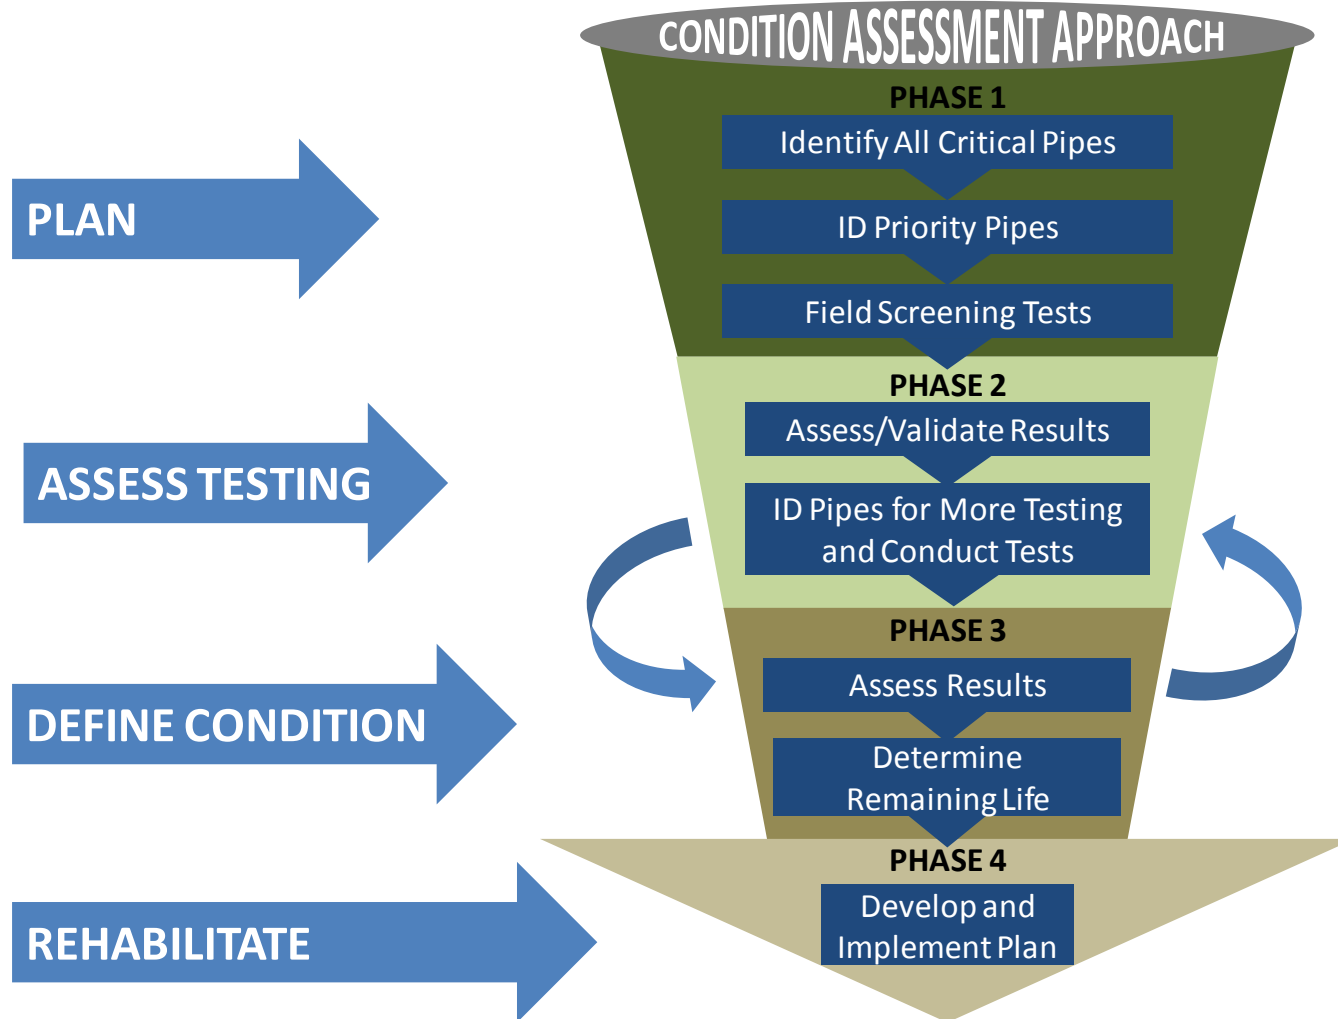 CONDITION ASSESSMENT APPROACH
PHASE 1
Identify All Critical Pipes
PLAN
ID Priority Pipes
Field Screening Tests
PHASE 2
Assess/Validate Results
ASSESS TESTING
ID Pipes for More Testing
and Conduct Tests
PHASE 3
Assess Results
DEFINE CONDITION
Determine
Remaining Life
PHASE 4
Develop and
Implement Plan
REHABILITATE